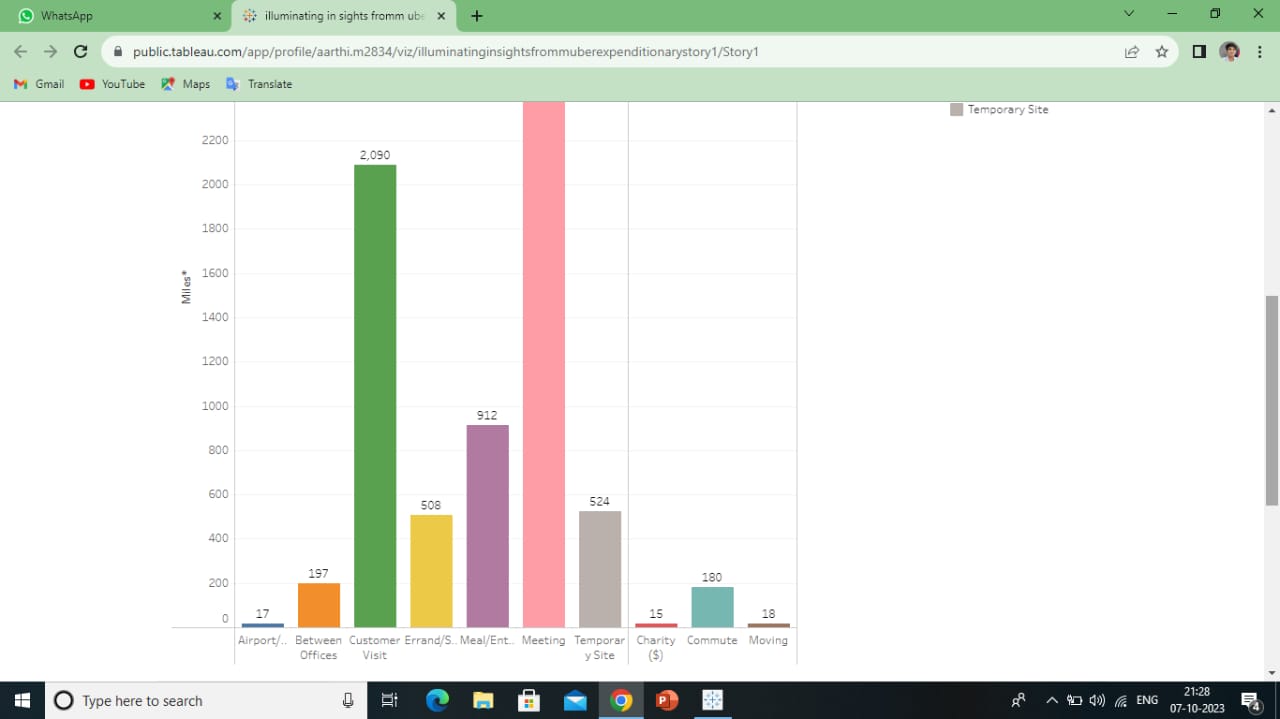 WhatsApp
illuminating in sights fromm ube
public.tableau.com/app/profile/aarthi.m2834/viz/illuminatinginsightsfrommuberexpenditionarystory1/Story1
Gmail YouTube Maps Translate
Temporary Site
2200
2,090
2000
1800
1600
Miles*
1400
1200
1000
912
800
600
508
524
400
197
180
200
0
17
15
18
Airport/.. Between Customer Errand/S.. Meal/Ent.. Meeting Temporar Charity Commute Moving
Offices Visit y Site ($)
Type here to search
ENG
21:28
07-10-2023
4